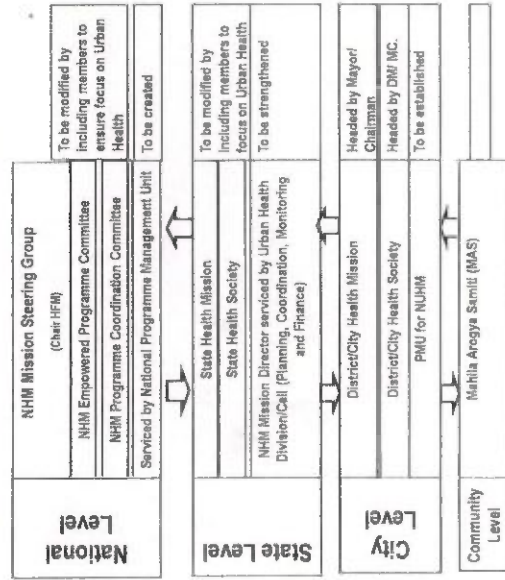 National
Level
NHM Mission Steering Group
(Chair HFM)
NHM Empowered Programme Committee
NHM Programme Coordination Committee
Serviced by National Programme Management Unit
To be modified by
including members to
ensure focus on Urban
Health
To be created
State Level
State Health Mission
State Health Society
NHM Mission Director serviced by Urban Health
Division/Cell (Planning, Coordination, Monitoring
and Finance)
To be modified by
including members to
focus on Urban Health
To be strengthened
City
Level
District/City Health Mission
District/City Health Society
PMU for NUHM
Headed by Mayor/
Chairman
Headed by DM/ MC.
To be established
Community
Level
Mahila Arogya Samiti (MAS)